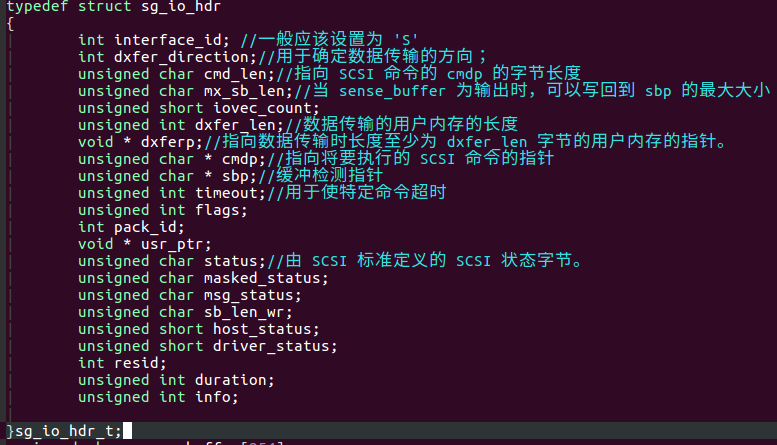 typedef struct sg_io_hdr
{
int interface_id; //一般应该设置为 'S'
int dxfer_direction;//用于确定数据传输的方向；
unsigned char cmd_len;//指向 SCSI 命令的 cmdp 的字节长度
unsigned char mx_sb_len;//当 sense_buffer 为输出时，可以写回到 sbp 的最大大小
unsigned short iovec_count;
unsigned int dxfer_len;//数据传输的用户内存的长度
void * dxferp;//指向数据传输时长度至少为 dxfer_len 字节的用户内存的指针。
unsigned char * cmdp;//指向将要执行的 SCSI 命令的指针
unsigned char * sbp;//缓冲检测指针
unsigned int timeout;//用于使特定命令超时
unsigned int flags;
int pack_id;
void * usr_ptr;
unsigned char status;//由 SCSI 标准定义的 SCSI 状态字节。
unsigned char masked_status;
unsigned char msg_status;
unsigned char sb_len_wr;
unsigned short host_status;
unsigned short driver_status;
int resid;
unsigned int duration;
unsigned int info;
}sg_io_hdr_t;